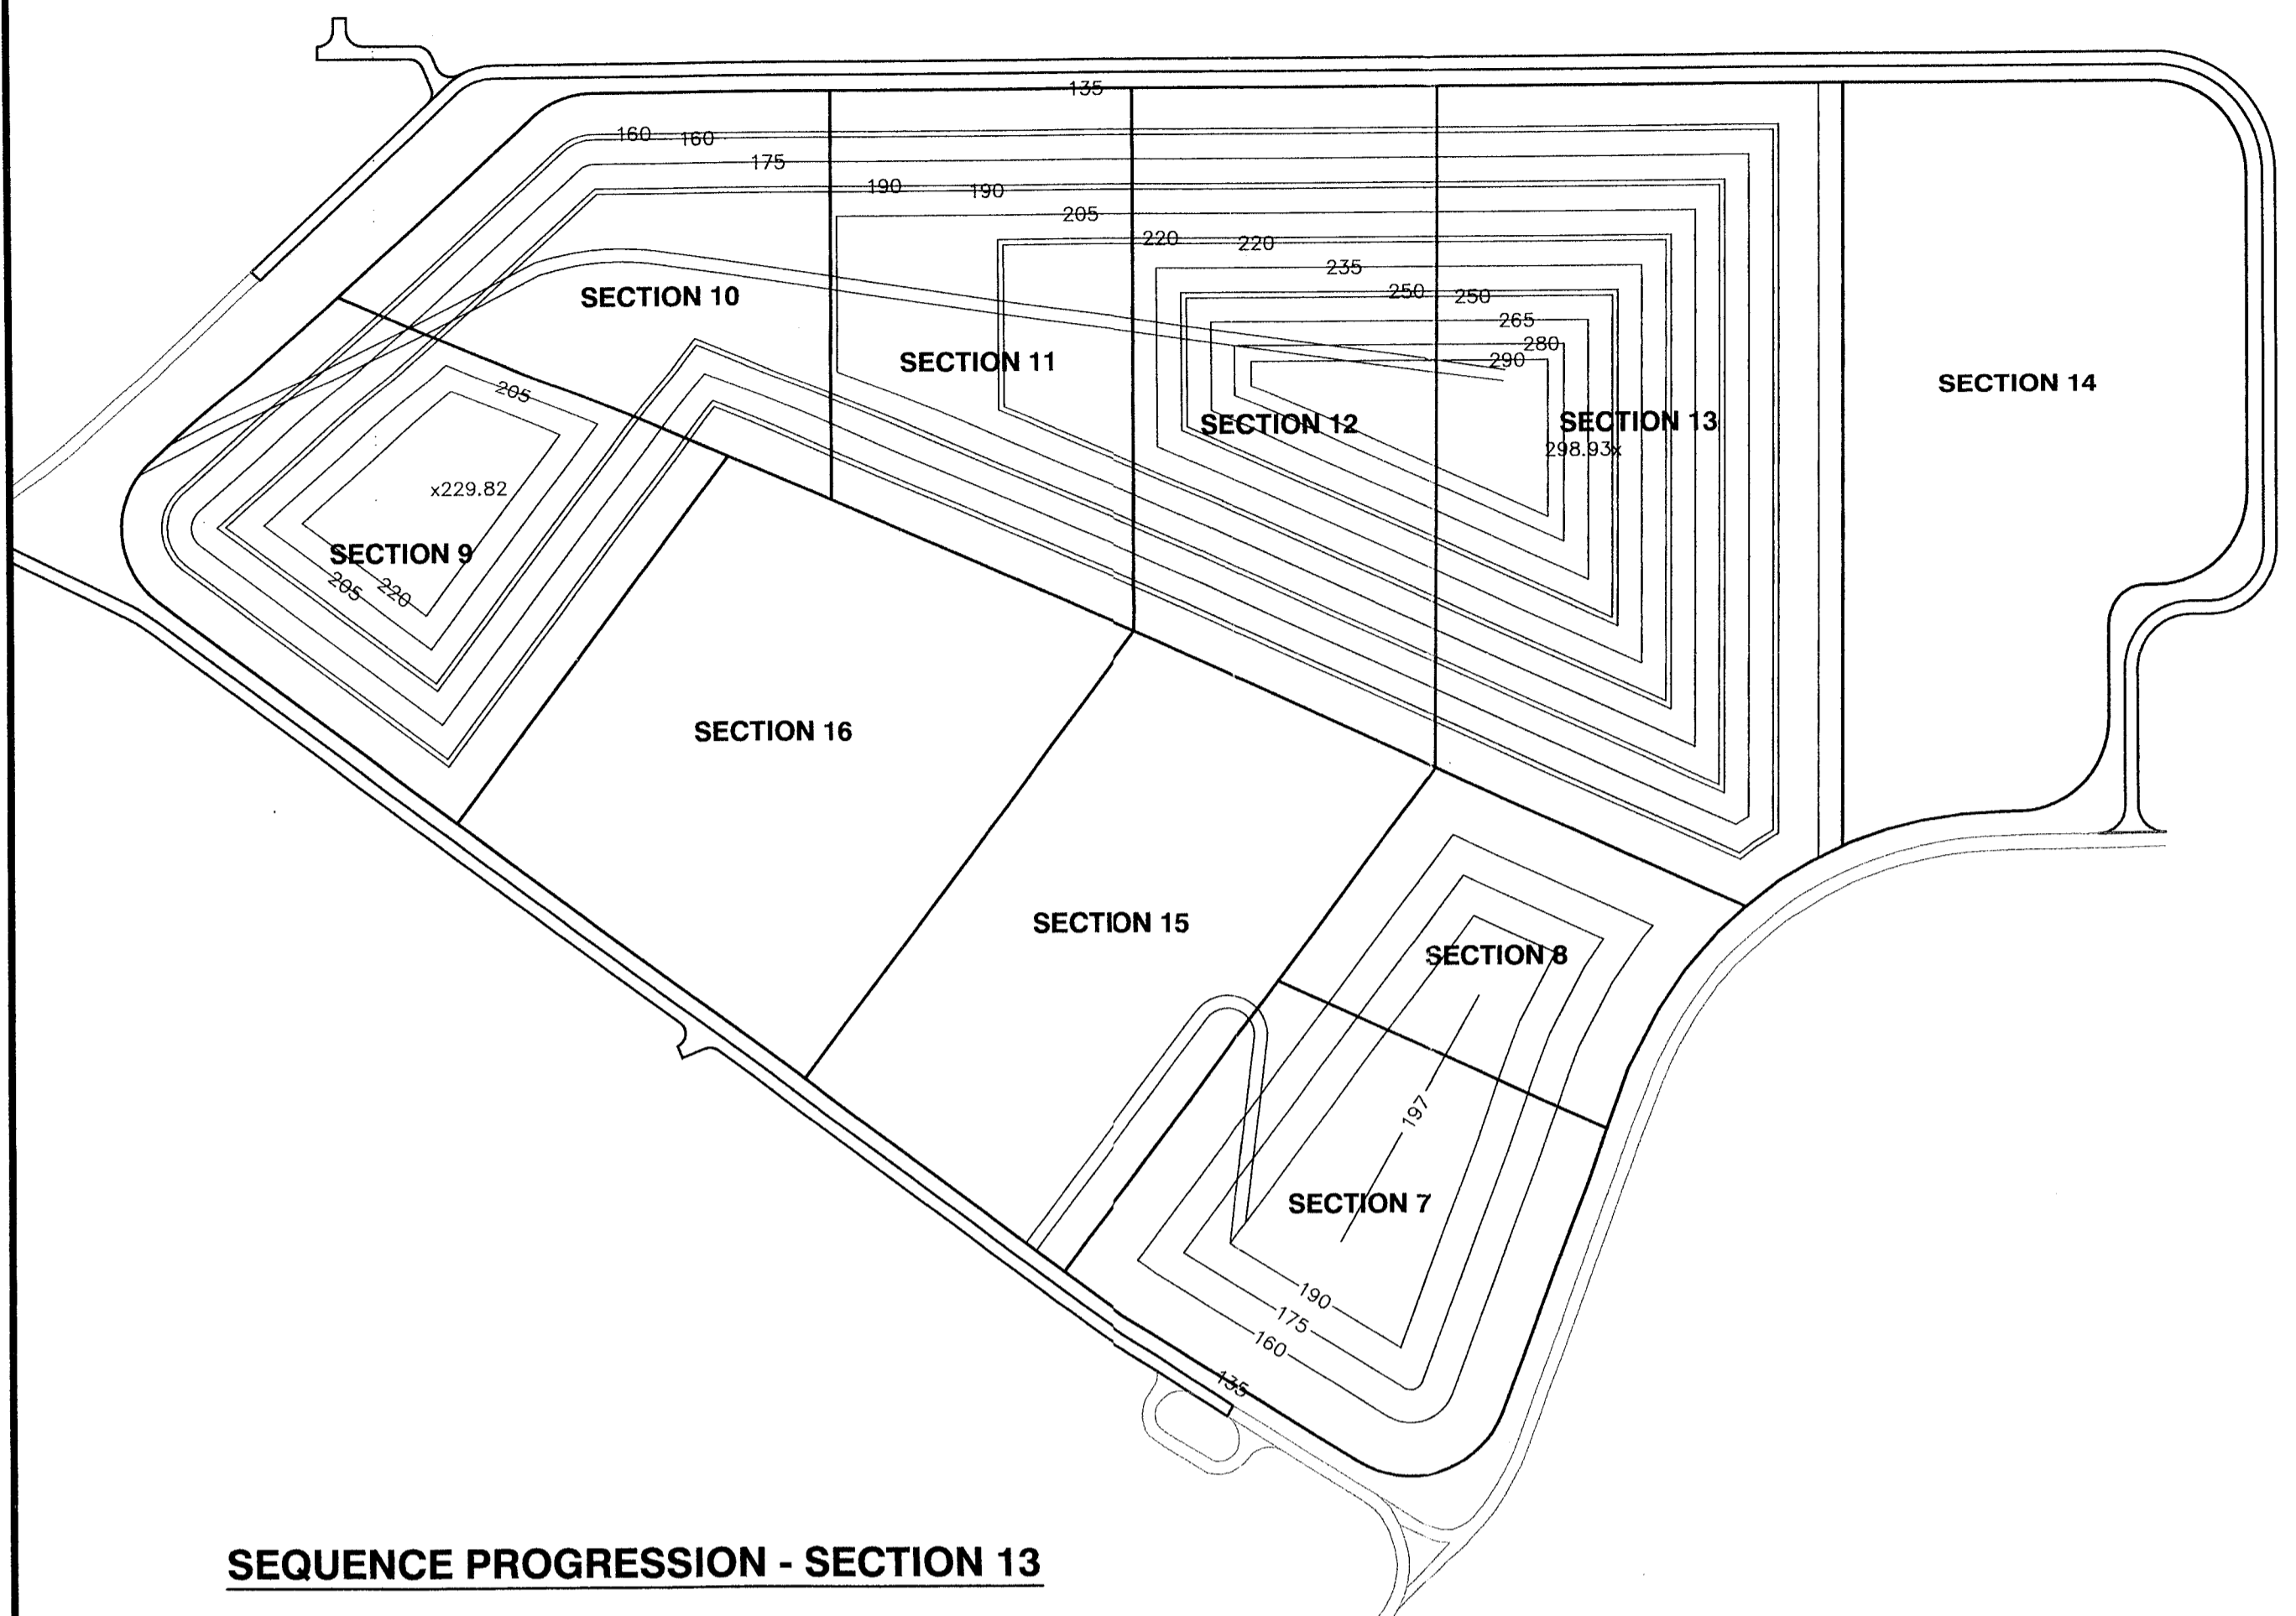 135
160
160
175
190
190
205
220
220
235
250
250
265
280
290
SECTION 10
SECTION 11
SECTION 12
SECTION 13
298.93x
SECTION 14
205
x229.82
SECTION 9
205
220
SECTION 16
SECTION 15
SECTION 8
197
SECTION 7
190
175
160
135
SEQUENCE PROGRESSION - SECTION 13